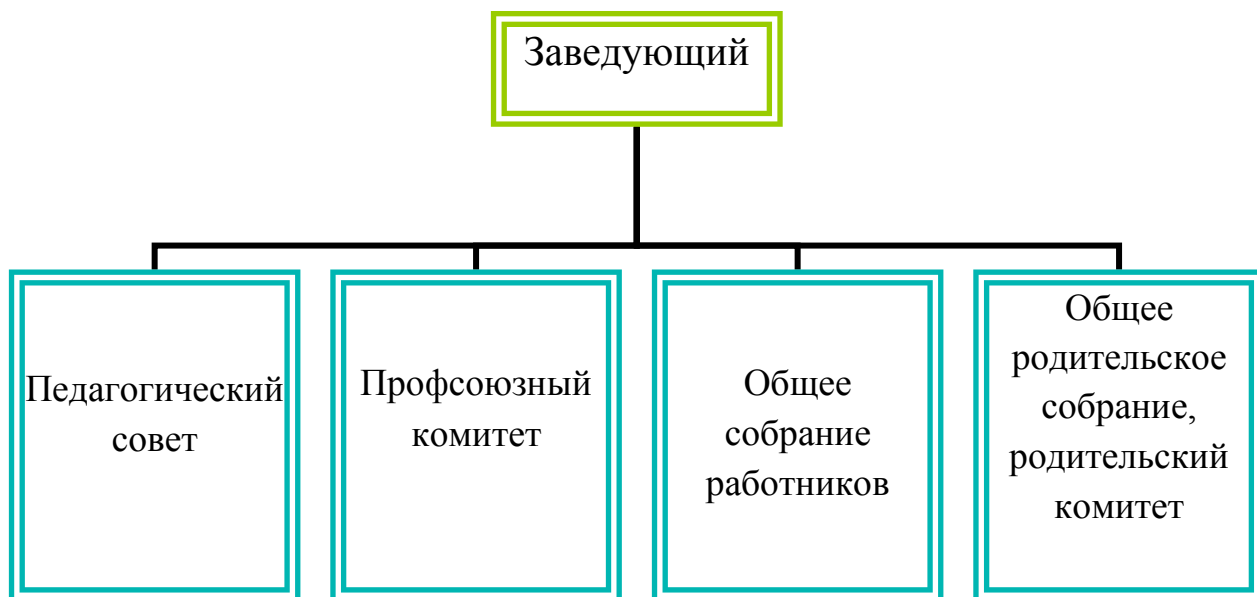 Заведующий
Педагогический
совет
Профсоюзный
комитет
Общее
собрание
работников
Общее
родительское
собрание,
родительский
комитет